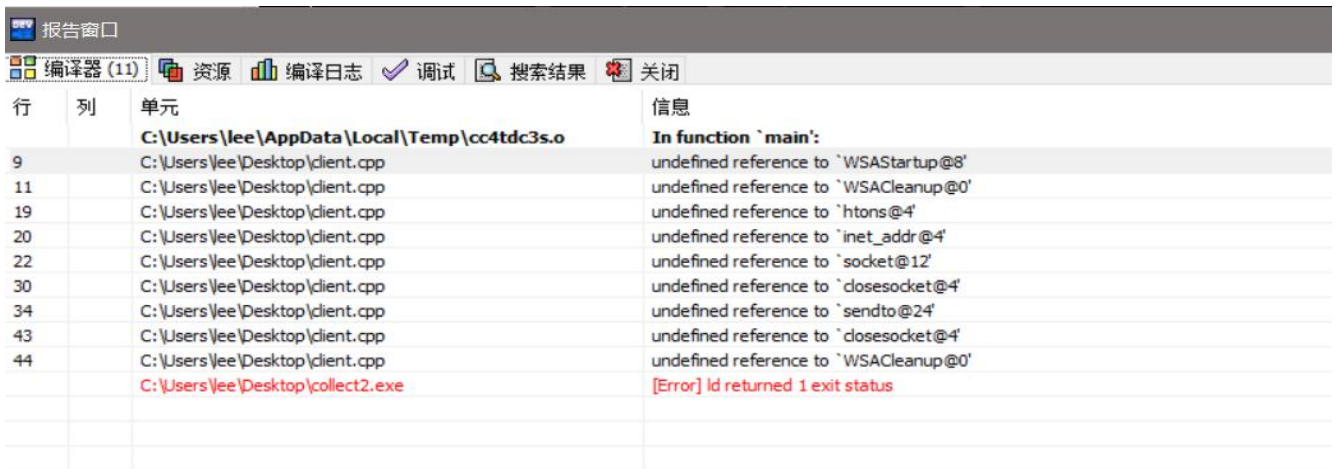 DEV 报告窗口
编译器 (11) 资源 编译日志 调试 搜索结果 关闭
行 列 单元 信息
C:\Users\lee\AppData\Local\Temp\cc4tdc3s.o In function `main':
9 C:\Users\lee\Desktop\client.cpp undefined reference to `WSAStartup@8'
11 C:\Users\lee\Desktop\client.cpp undefined reference to `WSACleanup@0'
19 C:\Users\lee\Desktop\client.cpp undefined reference to `htons@4'
20 C:\Users\lee\Desktop\client.cpp undefined reference to `inet_addr@4'
22 C:\Users\lee\Desktop\client.cpp undefined reference to `socket@12'
30 C:\Users\lee\Desktop\client.cpp undefined reference to `closesocket@4'
34 C:\Users\lee\Desktop\client.cpp undefined reference to `sendto@24'
43 C:\Users\lee\Desktop\client.cpp undefined reference to `closesocket@4'
44 C:\Users\lee\Desktop\client.cpp undefined reference to `WSACleanup@0'
C:\Users\lee\Desktop\collect2.exe [Error] ld returned 1 exit status